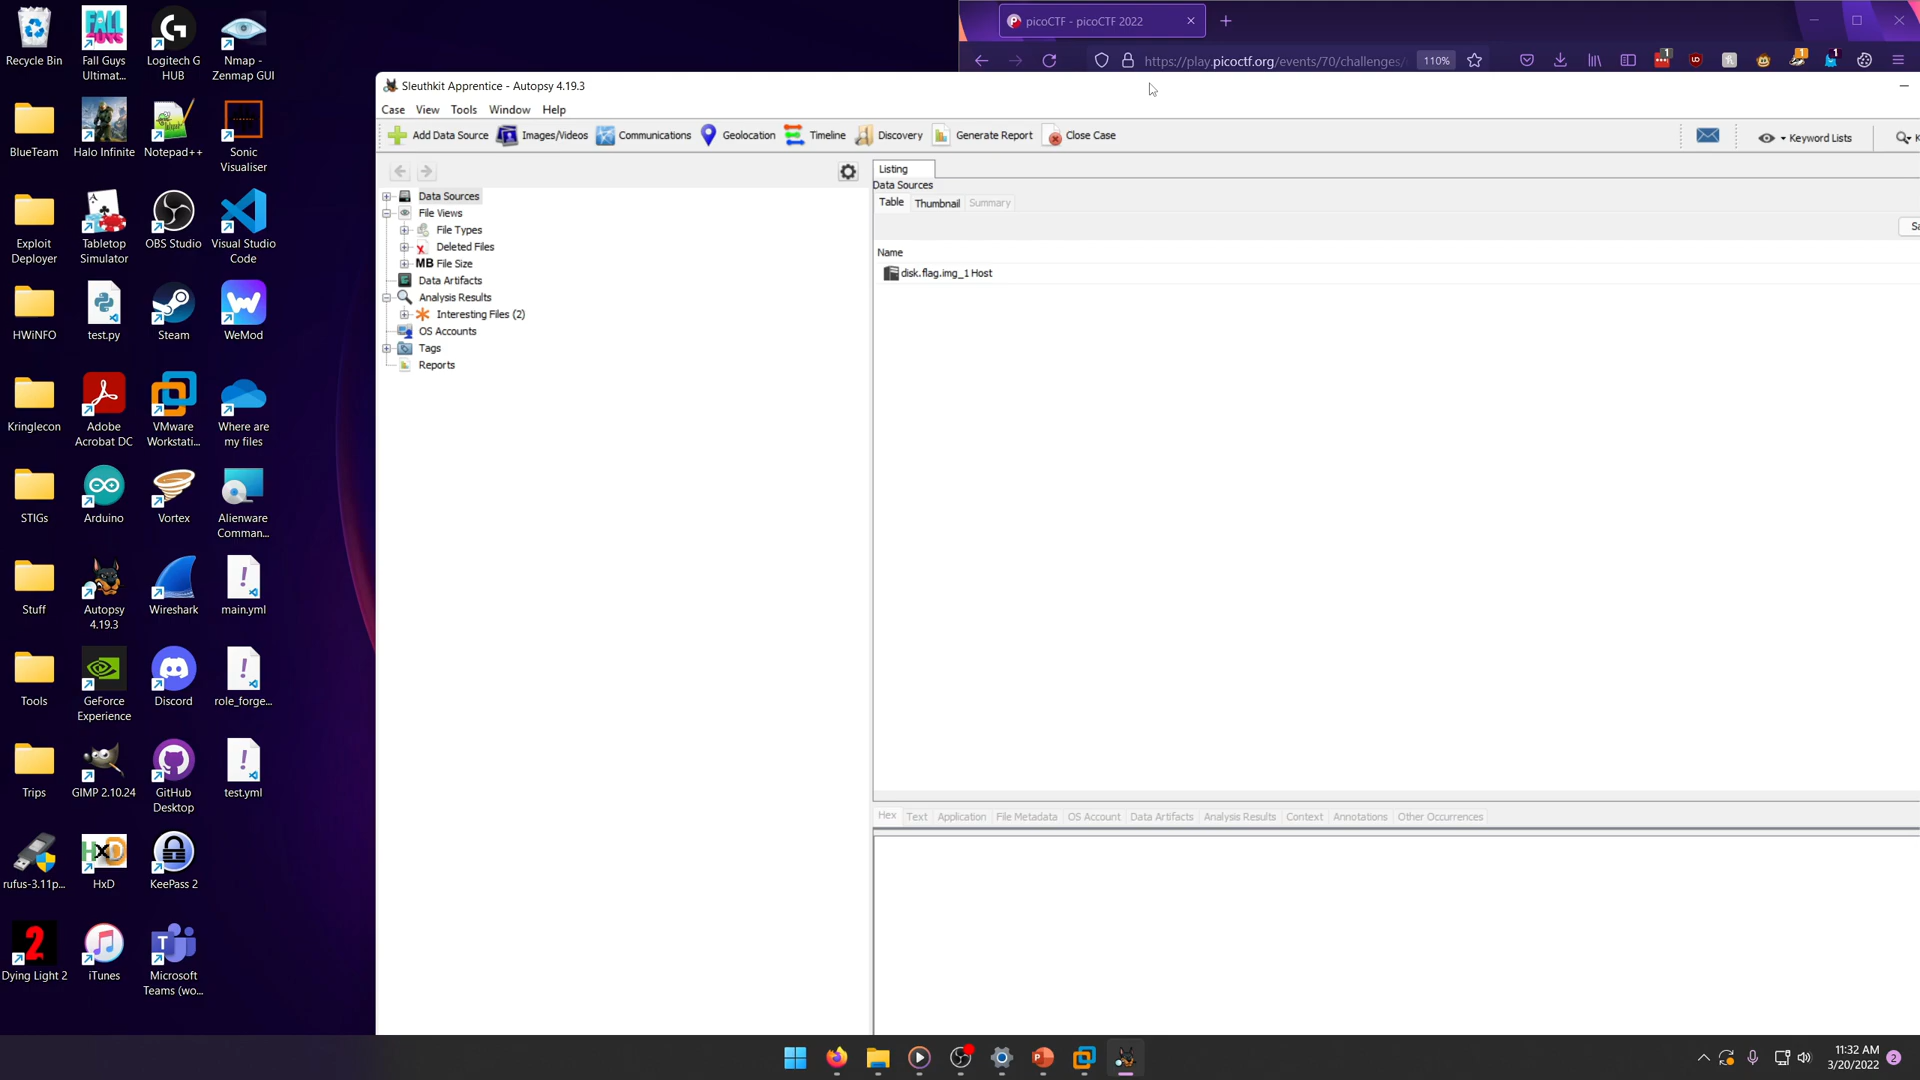 Recycle Bin
Fall Guys
Ultimat...
Logitech G
HUB
Nmap -
Zenmap GUI
BlueTeam
Halo Infinite
Notepad++
Sonic
Visualiser
Exploit
Deployer
Tabletop
Simulator
OBS Studio
Visual Studio
Code
HWiNFO
test.py
Steam
WeMod
Kringlecon
Adobe
Acrobat DC
VMware
Workstati...
Where are
my files
STIGs
Arduino
Vortex
Alienware
Comman...
Stuff
Autopsy
4.19.3
Wireshark
main.yml
Tools
GeForce
Experience
Discord
role_forge...
Trips
GIMP 2.10.24
GitHub
Desktop
test.yml
rufus-3.11p...
HxD
KeePass 2
Dying Light 2
iTunes
Microsoft
Teams (wo...
picoCTF - picoCTF 2022
https://play.picoctf.org/events/70/challenges/
110%
Sleuthkit Apprentice - Autopsy 4.19.3
Case View Tools Window Help
Add Data Source Images/Videos Communications Geolocation Timeline Discovery Generate Report Close Case
Keyword Lists
Data Sources
File Views
File Types
Deleted Files
MB File Size
Data Artifacts
Analysis Results
Interesting Files (2)
OS Accounts
Tags
Reports
Listing
Data Sources
Table Thumbnail Summary
Name
disk.flag.img_1 Host
Hex Text Application File Metadata OS Account Data Artifacts Analysis Results Context Annotations Other Occurrences
11:32 AM
3/20/2022
2